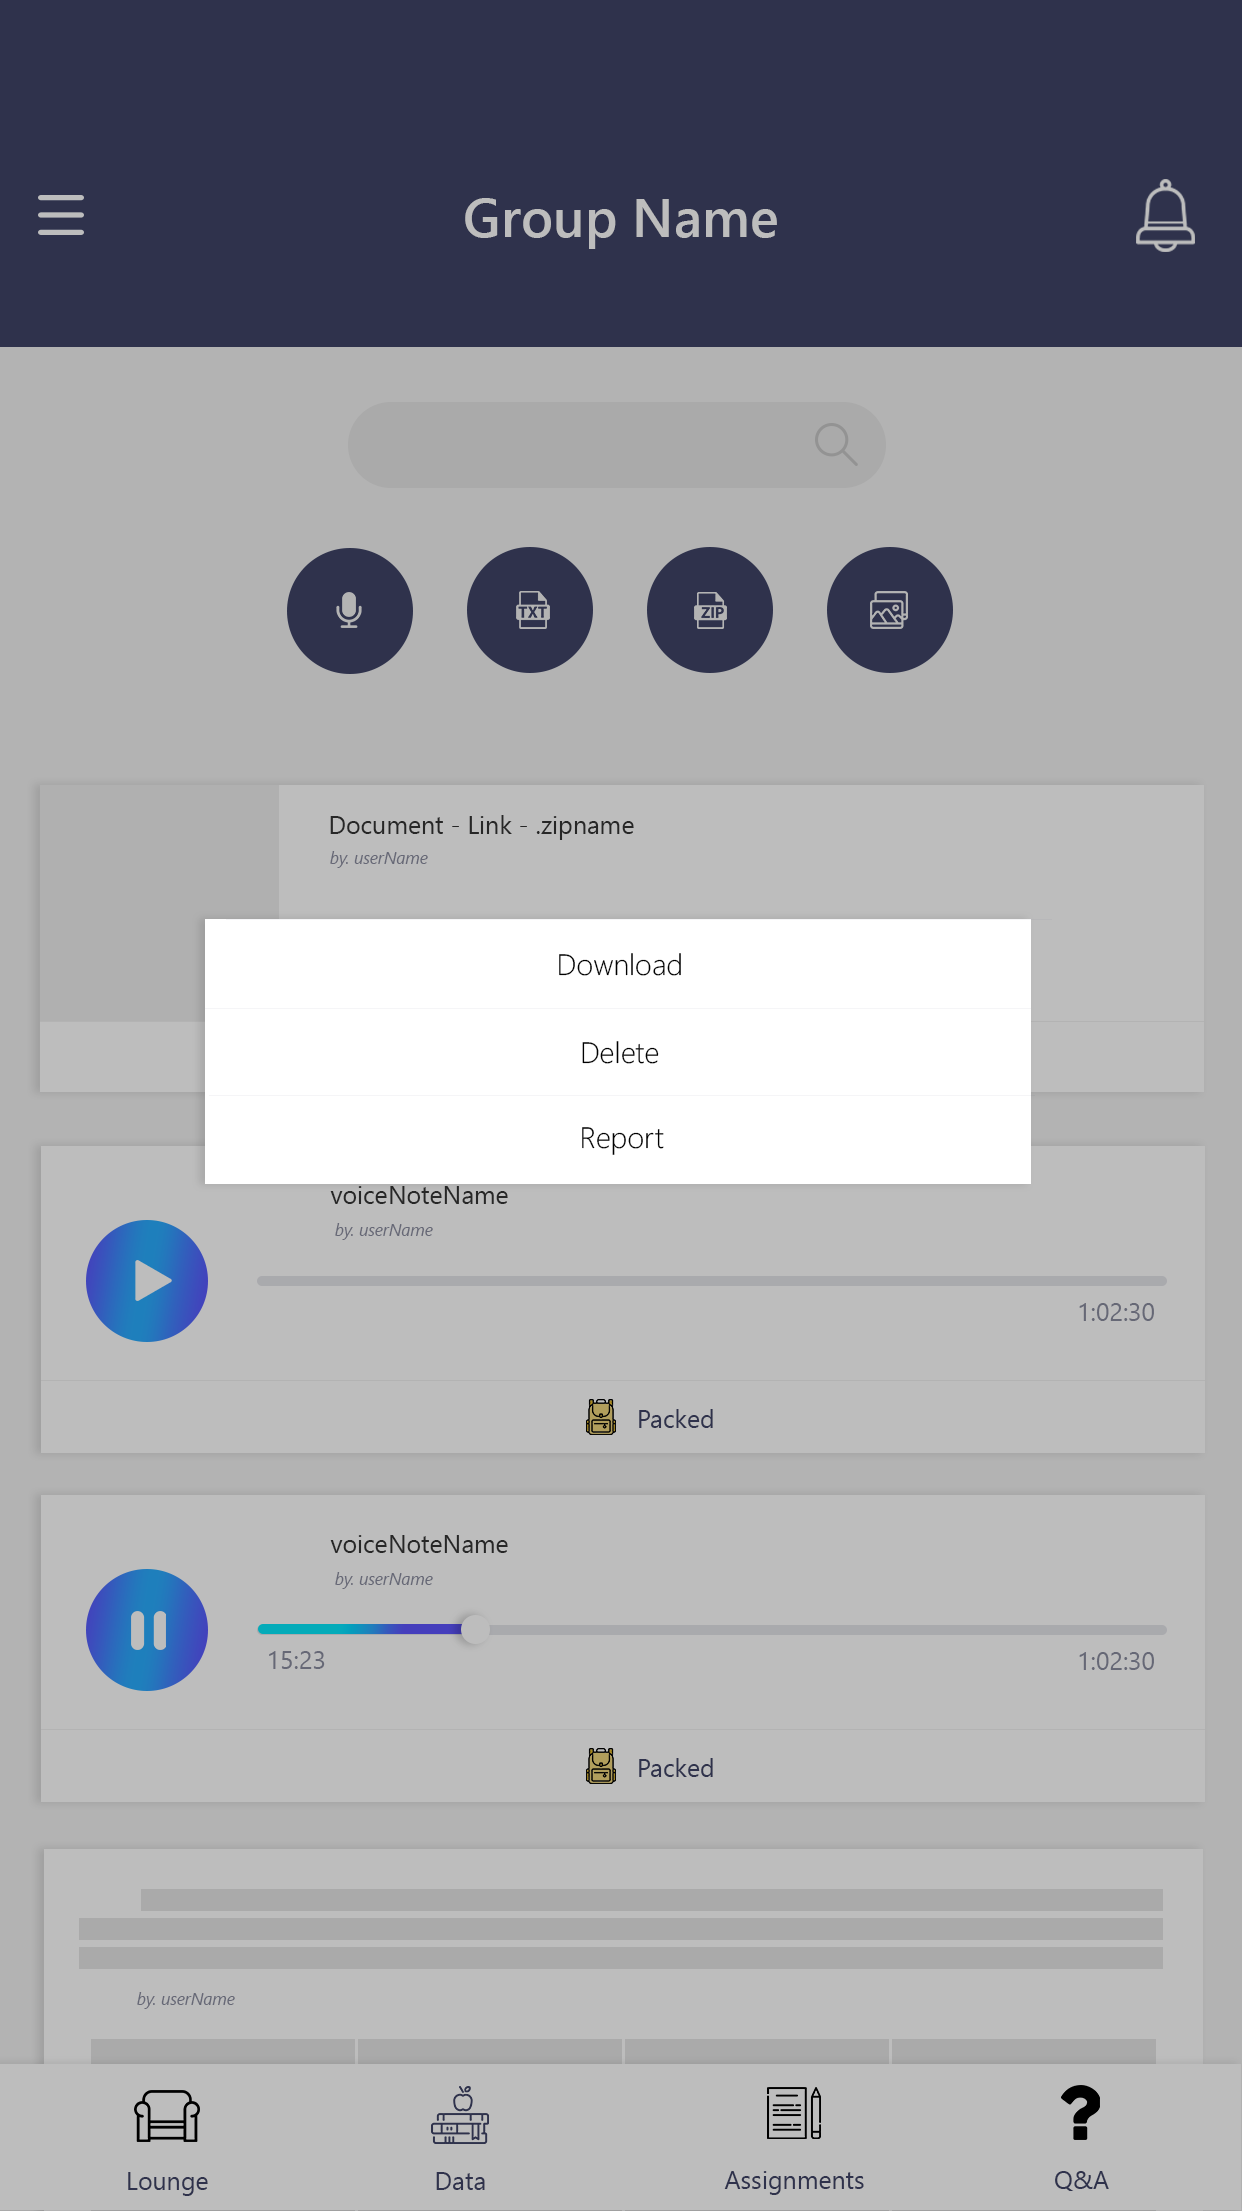 Group Name
TXT
ZIP
Document - Link - .zipname
by. userName
Download
Delete
Report
voiceNoteName
by. userName
1:02:30
Packed
voiceNoteName
by. userName
15:23
1:02:30
Packed
by. userName
Lounge
Data
Assignments
Q&A